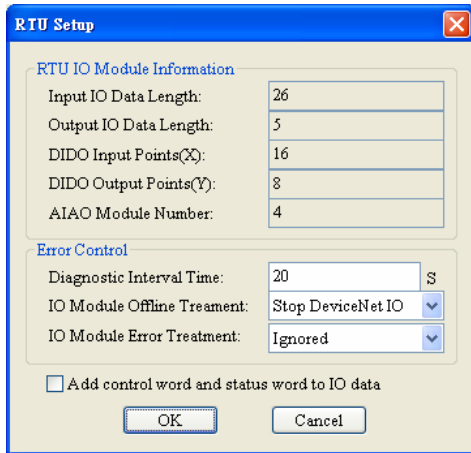 RTU Setup
RTU IO Module Information
Input IO Data Length: 26
Output IO Data Length: 5
DIDO Input Points(X): 16
DIDO Output Points(Y): 8
AIAO Module Number: 4
Error Control
Diagnostic Interval Time: 20 S
IO Module Offline Treament: Stop DeviceNet IO
IO Module Error Treatment: Ignored
Add control word and status word to IO data
OK Cancel